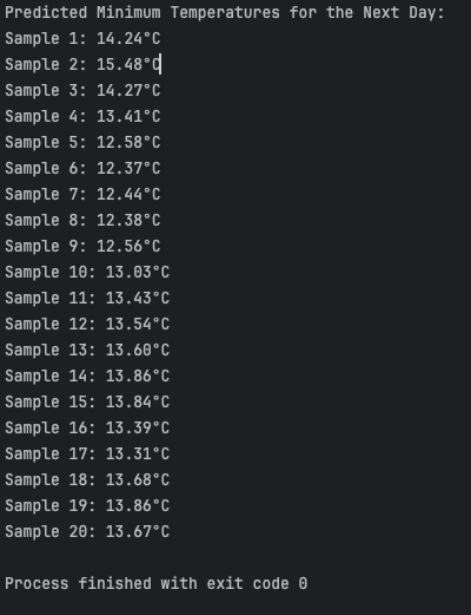 Predicted Minimum Temperatures for the Next Day:
Sample 1: 14.24°C
Sample 2: 15.48°C
Sample 3: 14.27°C
Sample 4: 13.41°C
Sample 5: 12.58°C
Sample 6: 12.37°C
Sample 7: 12.44°C
Sample 8: 12.38°C
Sample 9: 12.56°C
Sample 10: 13.03°C
Sample 11: 13.43°C
Sample 12: 13.54°C
Sample 13: 13.60°C
Sample 14: 13.86°C
Sample 15: 13.84°C
Sample 16: 13.39°C
Sample 17: 13.31°C
Sample 18: 13.68°C
Sample 19: 13.86°C
Sample 20: 13.67°C
Process finished with exit code 0